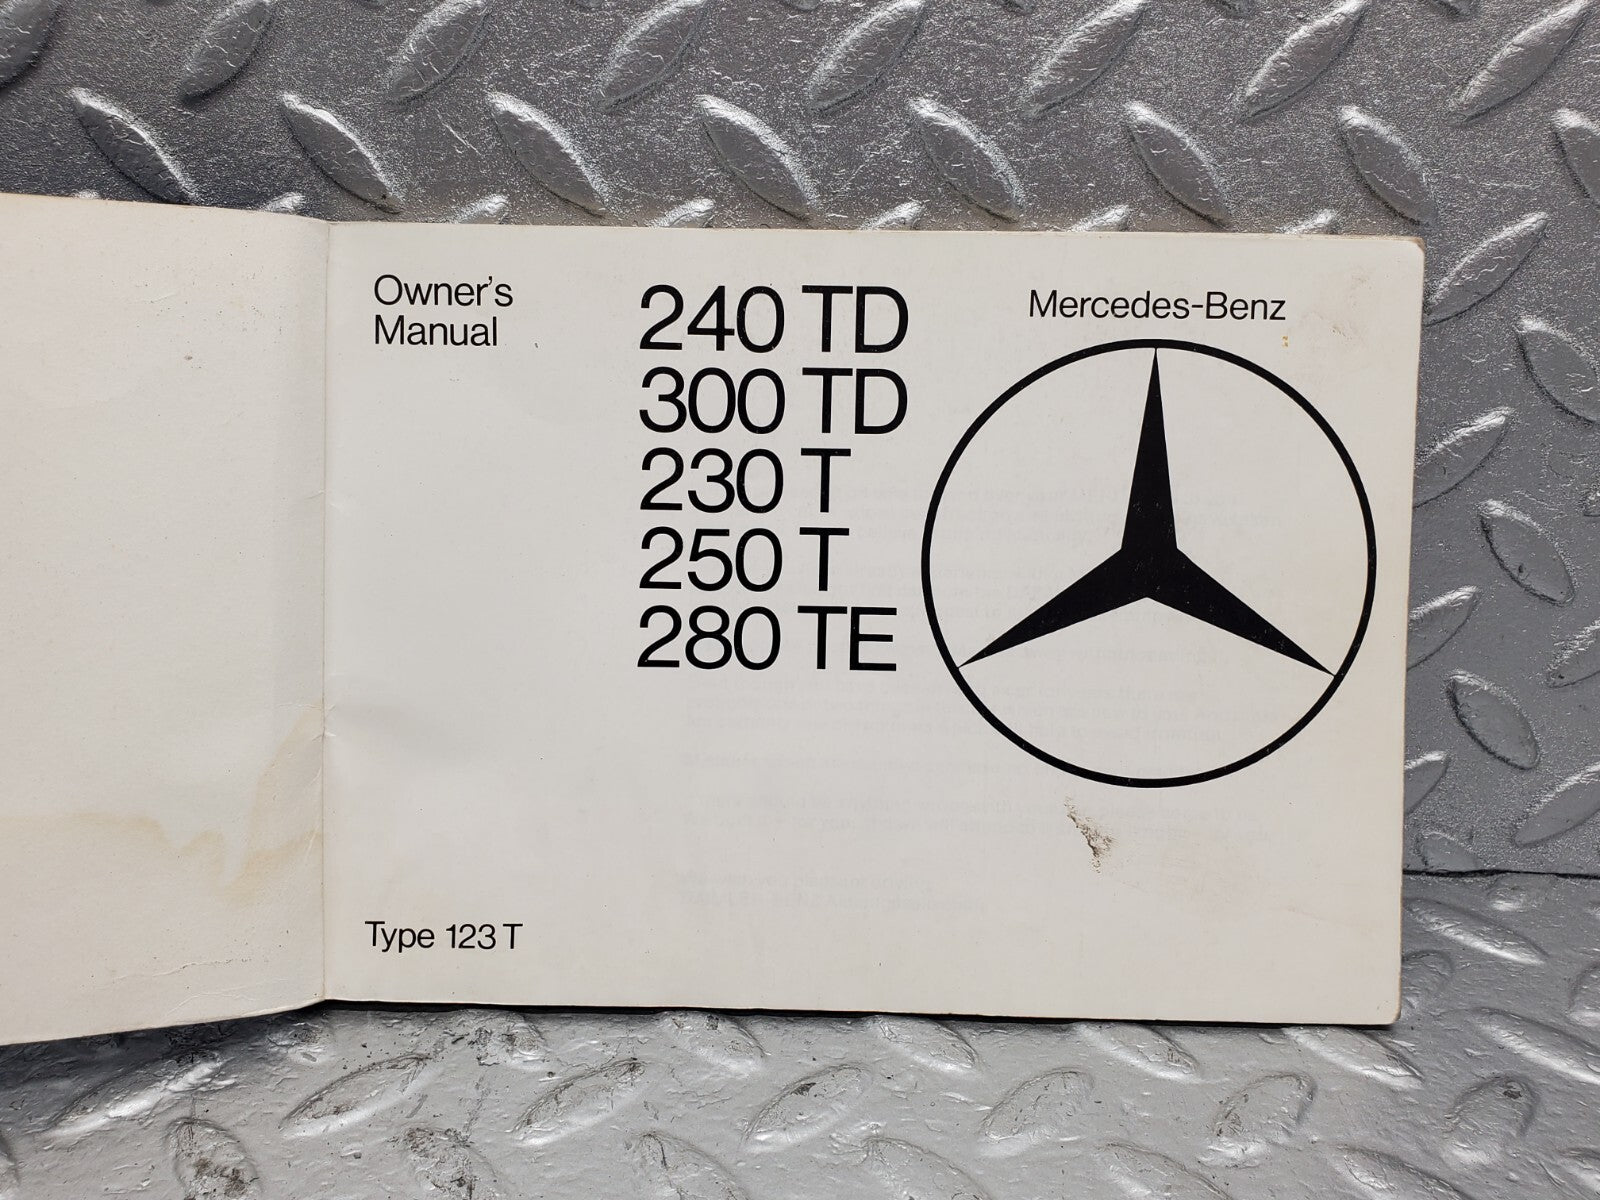 Owner's
Manual
240 TD
300 TD
230 T
250 T
280 TE
Mercedes-Benz
Type 123 T